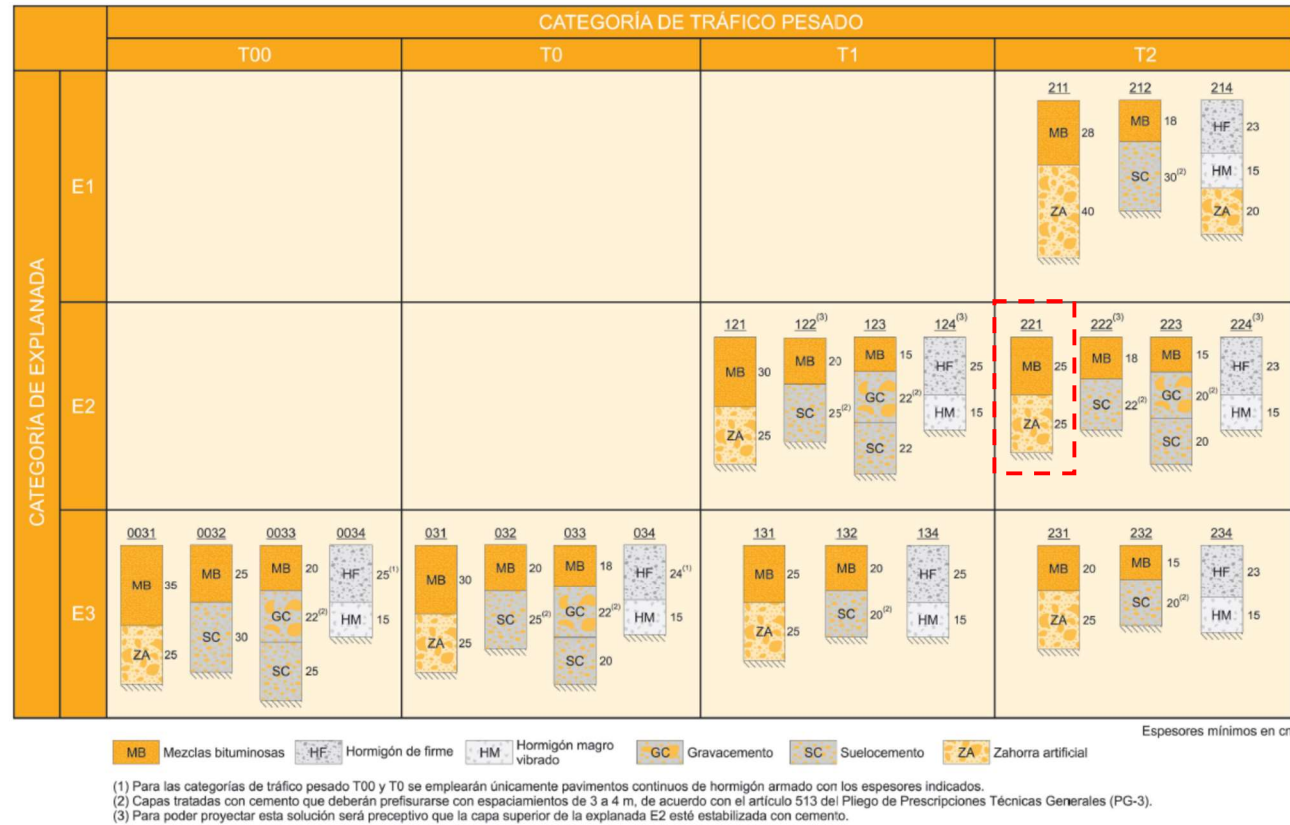 CATEGORÍA DE TRÁFICO PESADO
T00 T0 T1 T2
CATEGORÍA DE EXPLANADA
E1
211 212 214
MB 28 MB 18 HF 23
ZA 40 SC 30(2) HM 15
ZA 20
E2
121 122(3) 123 124(3) 221 222(3) 223 224(3)
MB 30 MB 20 MB 15 HF 25 MB 25 MB 18 MB 15 HF 23
ZA 25 SC 25(2) GC 22(2) HM 15 ZA 25 SC 22(2) GC 20(2) HM 15
SC 22 SC 20
E3
0031 0032 0033 0034 031 032 033 034 131 132 134 231 232 234
MB 35 MB 25 MB 20 HF 25(1) MB 30 MB 20 MB 18 HF 24(1) MB 25 MB 20 HF 25 MB 20 MB 15 HF 23
ZA 25 SC 30 GC 22(2) HM 15 ZA 25 SC 25(2) GC 22(2) HM 15 ZA 25 SC 20(2) HM 15 ZA 25 SC 20(2) HM 15
SC 25 SC 20
Espesores mínimos en cm
MB Mezclas bituminosas HF Hormigón de firme HM Hormigón magro vibrado GC Gravacemento SC Suelocemento ZA Zahorra artificial
(1) Para las categorías de tráfico pesado T00 y T0 se emplearán únicamente pavimentos continuos de hormigón armado con los espesores indicados.
(2) Capas tratadas con cemento que deberán prefisurarse con espaciamientos de 3 a 4 m, de acuerdo con el artículo 513 del Pliego de Prescripciones Técnicas Generales (PG-3).
(3) Para poder proyectar esta solución será preceptivo que la capa superior de la explanada E2 esté estabilizada con cemento.